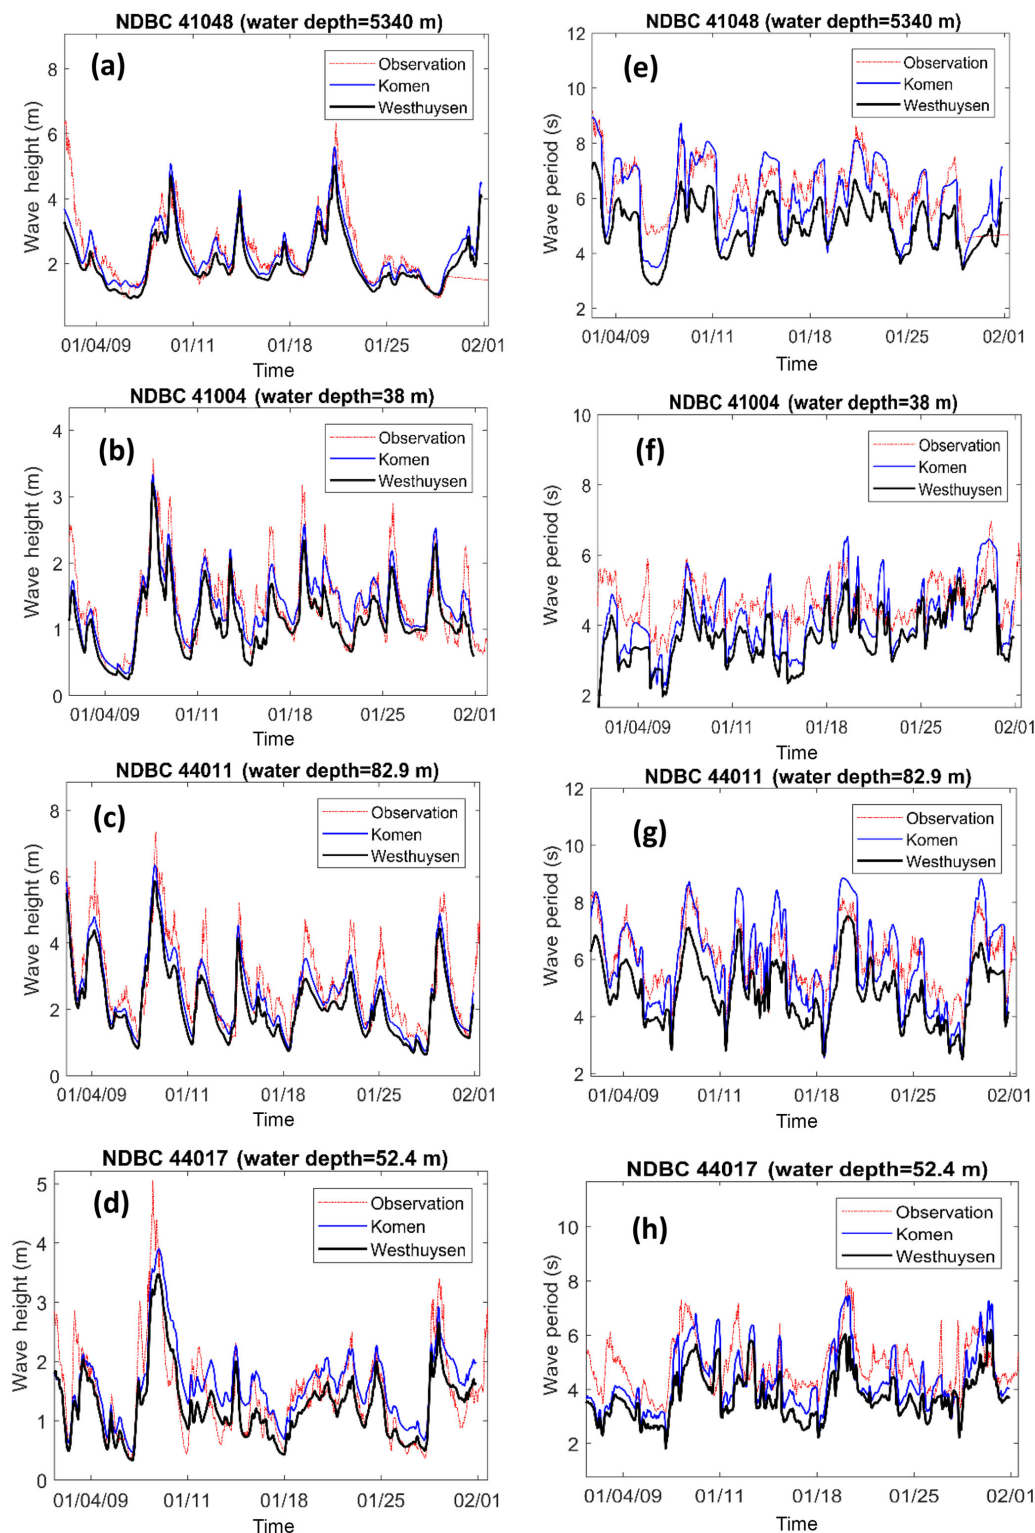 NDBC 41048 (water depth=5340 m)
(a)
Observation
Komen
Westhuysen
Wave height (m)
8
6
4
2
01/04/09 01/11 01/18 01/25 02/01
Time
NDBC 41048 (water depth=5340 m)
(e)
Observation
Komen
Westhuysen
Wave period (s)
12
10
8
6
4
2
01/04/09 01/11 01/18 01/25 02/01
Time
NDBC 41004 (water depth=38 m)
(b)
Observation
Komen
Westhuysen
Wave height (m)
4
3
2
1
0
01/04/09 01/11 01/18 01/25 02/01
Time
NDBC 41004 (water depth=38 m)
(f)
Observation
Komen
Westhuysen
Wave period (s)
10
8
6
4
2
01/04/09 01/11 01/18 01/25 02/01
Time
NDBC 44011 (water depth=82.9 m)
(c)
Observation
Komen
Westhuysen
Wave height (m)
8
6
4
2
0
01/04/09 01/11 01/18 01/25 02/01
Time
NDBC 44011 (water depth=82.9 m)
(g)
Observation
Komen
Westhuysen
Wave period (s)
12
10
8
6
4
2
01/04/09 01/11 01/18 01/25 02/01
Time
NDBC 44017 (water depth=52.4 m)
(d)
Observation
Komen
Westhuysen
Wave height (m)
5
4
3
2
1
0
01/04/09 01/11 01/18 01/25 02/01
Time
NDBC 44017 (water depth=52.4 m)
(h)
Observation
Komen
Westhuysen
Wave period (s)
10
8
6
4
2
01/04/09 01/11 01/18 01/25 02/01
Time